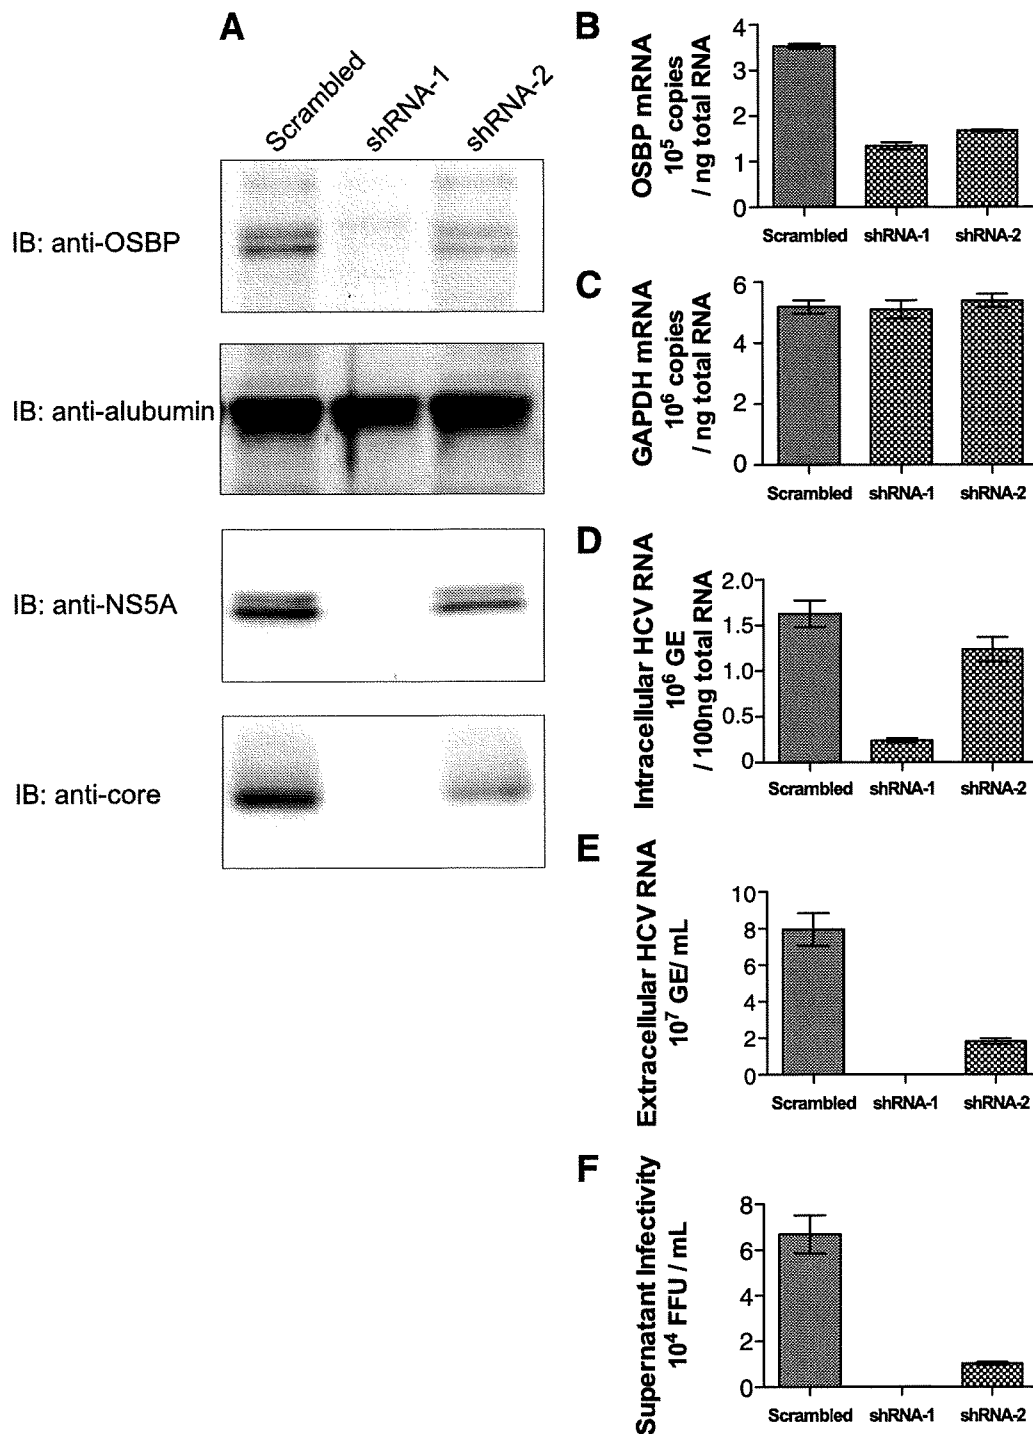 A
Scrambled
shRNA-1
shRNA-2
IB: anti-OSBP
IB: anti-alubumin
IB: anti-NS5A
IB: anti-core
B
OSBP mRNA
10⁵ copies
/ ng total RNA
4
3
2
1
0
Scrambled shRNA-1 shRNA-2
C
GAPDH mRNA
10⁶ copies
/ ng total RNA
6
4
2
0
Scrambled shRNA-1 shRNA-2
D
Intracellular HCV RNA
10⁶ GE
/ 100ng total RNA
2.0
1.5
1.0
0.5
0.0
Scrambled shRNA-1 shRNA-2
E
Extracellular HCV RNA
10⁷ GE/ mL
10
8
6
4
2
0
Scrambled shRNA-1 shRNA-2
F
Supernatant Infectivity
10⁴ FFU / mL
8
6
4
2
0
Scrambled shRNA-1 shRNA-2